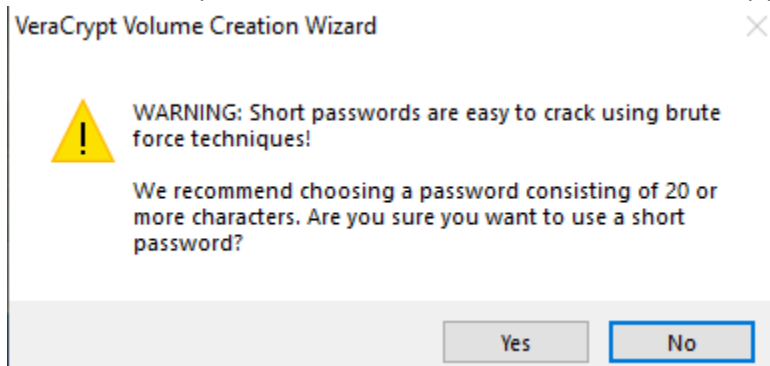 VeraCrypt Volume Creation Wizard
WARNING: Short passwords are easy to crack using brute
force techniques!
We recommend choosing a password consisting of 20 or
more characters. Are you sure you want to use a short
password?
Yes No